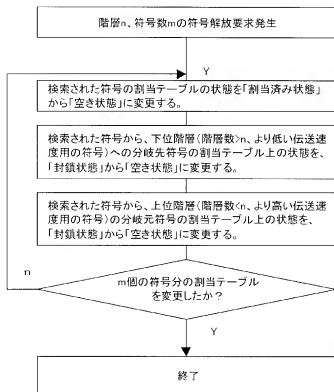 階層n、符号数mの符号解放要求発生
Y
検索された符号の割当テーブルの状態を「割当済み状態」
から「空き状態」に変更する。
検索された符号から、下位階層(階層数>n、より低い伝送速
度用の符号)への分岐先符号の割当テーブル上の状態を、
「封鎖状態」から「空き状態」に変更する。
検索された符号から、上位階層(階層数<n、より高い伝送速
度用の符号)の分岐元符号の割当テーブル上の状態を、
「封鎖状態」から「空き状態」に変更する。
n
m個の符号分の割当テーブル
を変更したか?
Y
終了